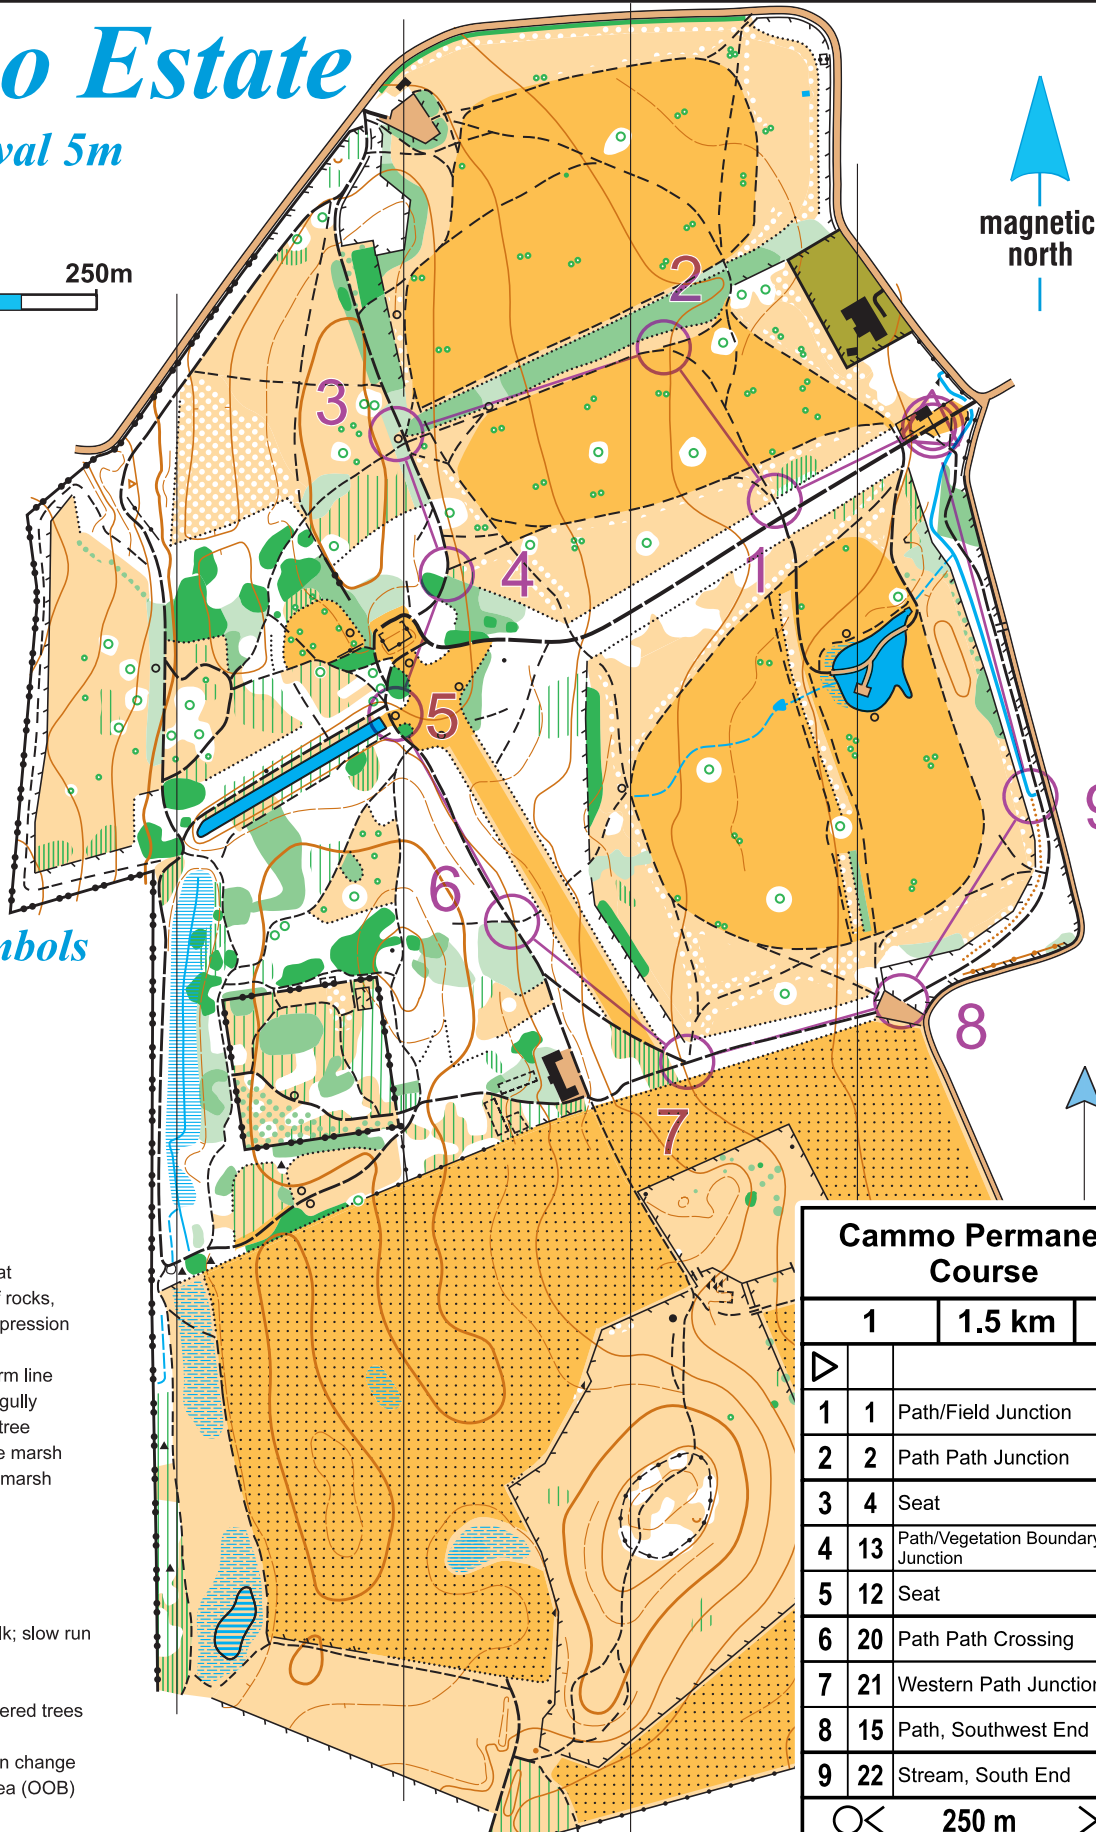 o Estate
val 5m
250m
magnetic
north
2
3
4
1
5
6
9
8
7
mbols
at
f rocks,
pression
rm line
gully
tree
e marsh
marsh
lk; slow run
ered trees
n change
ea (OOB)
Cammo Permane
Course
1 1.5 km
1 1 Path/Field Junction
2 2 Path Path Junction
3 4 Seat
4 13 Path/Vegetation Boundary
Junction
5 12 Seat
6 20 Path Path Crossing
7 21 Western Path Junction
8 15 Path, Southwest End
9 22 Stream, South End
250 m